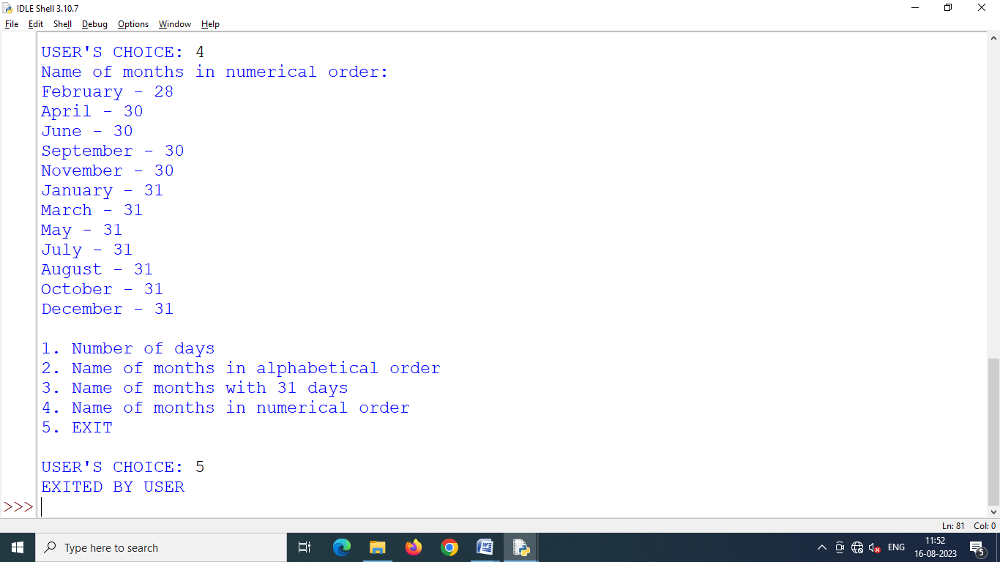 IDLE Shell 3.10.7
File Edit Shell Debug Options Window Help
USER'S CHOICE: 4
Name of months in numerical order:
February - 28
April - 30
June - 30
September - 30
November - 30
January - 31
March - 31
May - 31
July - 31
August - 31
October - 31
December - 31
1. Number of days
2. Name of months in alphabetical order
3. Name of months with 31 days
4. Name of months in numerical order
5. EXIT
USER'S CHOICE: 5
EXITED BY USER
>>>
Ln: 81 Col: 0
Type here to search
ENG
11:52
16-08-2023
5